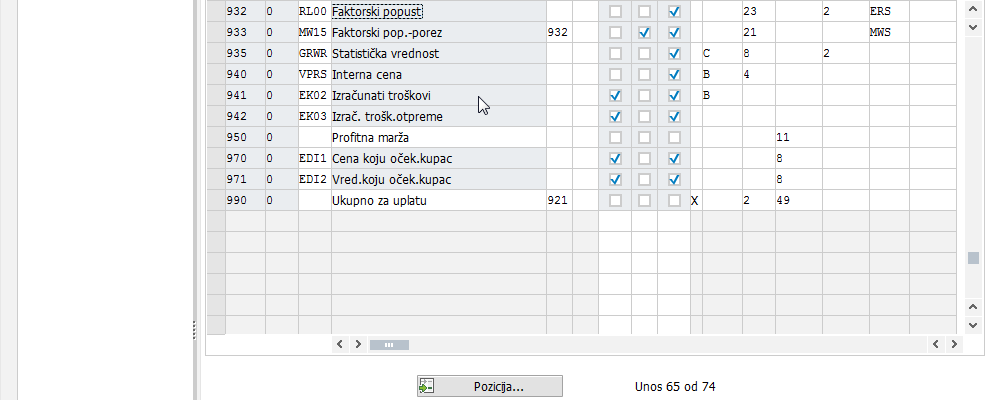 932 0 RL00 Faktorski popust 23 2 ERS
933 0 MW15 Faktorski pop.-porez 932 21 MWS
935 0 GRWR Statistička vrednost C 8 2
940 0 VPRS Interna cena B 4
941 0 EK02 Izračunati troškovi B
942 0 EK03 Izrač. trošk.otpreme
950 0 Profitna marža 11
970 0 EDI1 Cena koju oček.kupac 8
971 0 EDI2 Vred.koju oček.kupac 8
990 0 Ukupno za uplatu 921 X 2 49
Pozicija... Unos 65 od 74